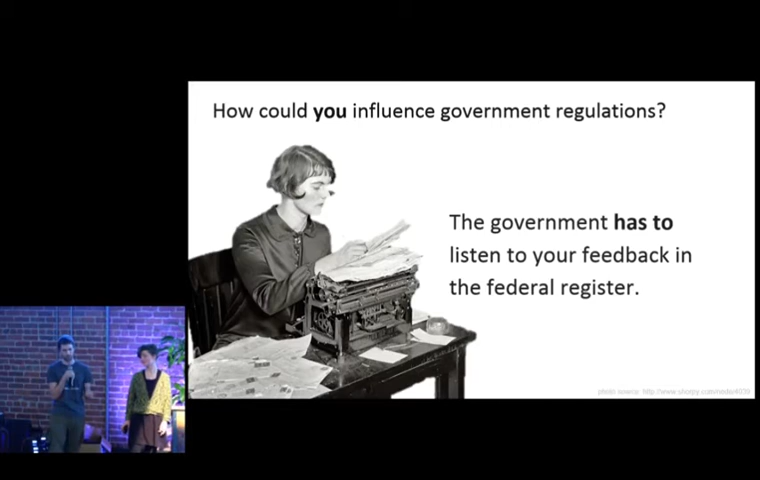 How could you influence government regulations?
The government has to
listen to your feedback in
the federal register.